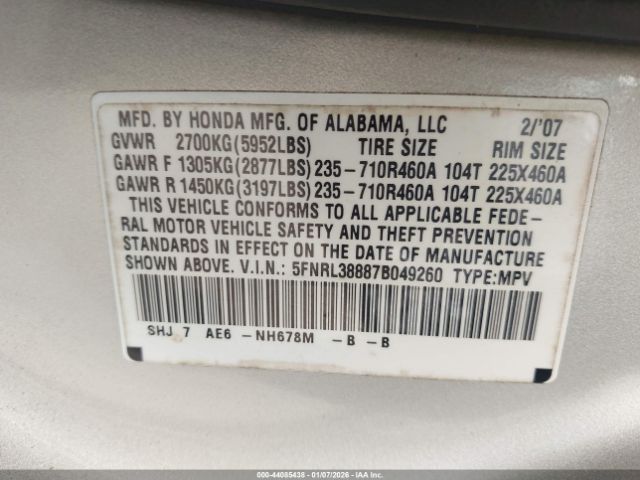 MFD. BY HONDA MFG. OF ALABAMA, LLC 2/'07
GVWR 2700KG(5952LBS) TIRE SIZE RIM SIZE
GAWR F 1305KG(2877LBS) 235-710R460A 104T 225X460A
GAWR R 1450KG(3197LBS) 235-710R460A 104T 225X460A
THIS VEHICLE CONFORMS TO ALL APPLICABLE FEDE-
RAL MOTOR VEHICLE SAFETY AND THEFT PREVENTION
STANDARDS IN EFFECT ON THE DATE OF MANUFACTURE
SHOWN ABOVE. V.I.N.: 5FNRL38887B049260 TYPE:MPV
SHJ 7 AE6 -NH678M -B -B
000-44085438 - 01/07/2026 - IAAI.COM